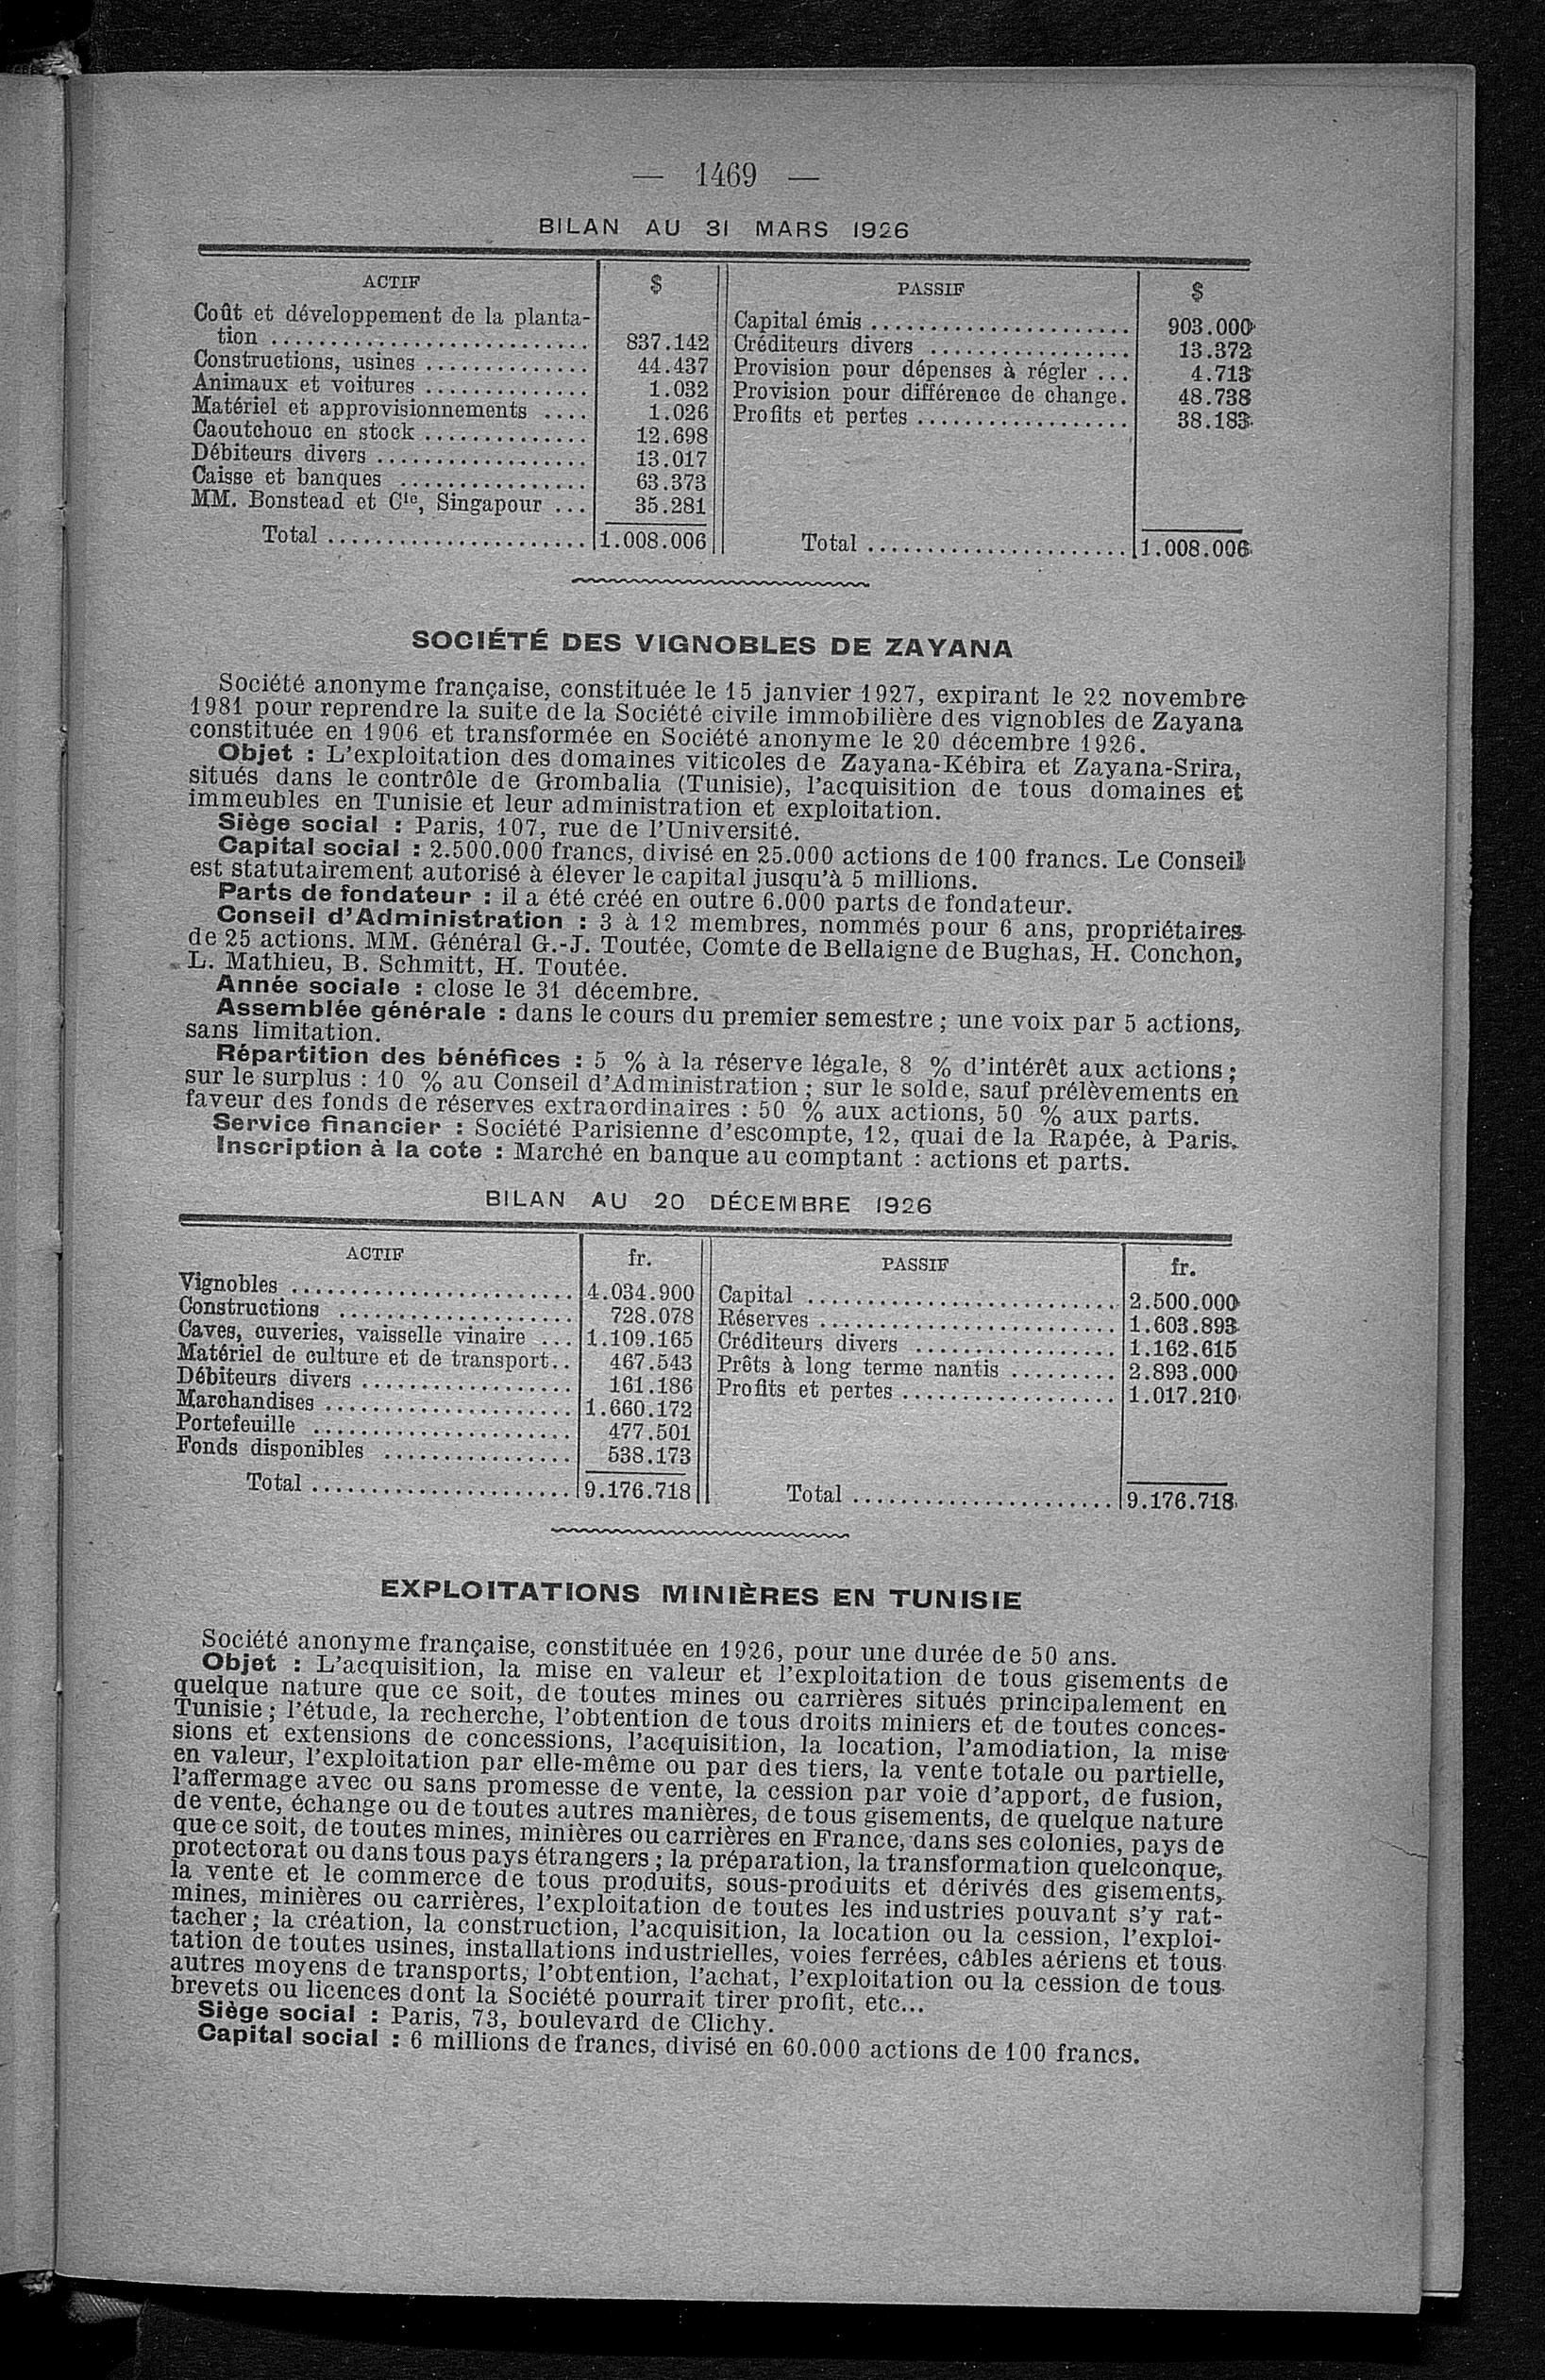 — 1469 —
BILAN AU 31 MARS 1926
ACTIF $ PASSIF $
Coût et développement de la planta-
tion .......................... 837.142
Constructions, usines .............. 44.437
Animaux et voitures .............. 1.032
Matériel et approvisionnements .... 1.026
Caoutchouc en stock .............. 12.698
Débiteurs divers .................. 13.017
Caisse et banques ................ 63.373
MM. Bonstead et Cie, Singapour ... 35.281
Total ...................... 1.008.006
Capital émis ...................... 903.000
Créditeurs divers ................. 13.372
Provision pour dépenses à régler ... 4.713
Provision pour différence de change. 48.738
Profits et pertes .................. 38.183
Total ...................... 1.008.006
SOCIÉTÉ DES VIGNOBLES DE ZAYANA
Société anonyme française, constituée le 15 janvier 1927, expirant le 22 novembre
1981 pour reprendre la suite de la Société civile immobilière des vignobles de Zayana
constituée en 1906 et transformée en Société anonyme le 20 décembre 1926.
Objet : L'exploitation des domaines viticoles de Zayana-Kébira et Zayana-Srira,
situés dans le contrôle de Grombalia (Tunisie), l'acquisition de tous domaines et
immeubles en Tunisie et leur administration et exploitation.
Siège social : Paris, 107, rue de l'Université.
Capital social : 2.500.000 francs, divisé en 25.000 actions de 100 francs. Le Conseil
est statutairement autorisé à élever le capital jusqu'à 5 millions.
Parts de fondateur : il a été créé en outre 6.000 parts de fondateur.
Conseil d'Administration : 3 à 12 membres, nommés pour 6 ans, propriétaires
de 25 actions. MM. Général G.-J. Toutée, Comte de Bellaigne de Bughas, H. Conchon,
L. Mathieu, B. Schmitt, H. Toutée.
Année sociale : close le 31 décembre.
Assemblée générale : dans le cours du premier semestre ; une voix par 5 actions,
sans limitation.
Répartition des bénéfices : 5 % à la réserve légale, 8 % d'intérêt aux actions ;
sur le surplus : 10 % au Conseil d'Administration ; sur le solde, sauf prélèvements en
faveur des fonds de réserves extraordinaires : 50 % aux actions, 50 % aux parts.
Service financier : Société Parisienne d'escompte, 12, quai de la Rapée, à Paris.
Inscription à la cote : Marché en banque au comptant : actions et parts.
BILAN AU 20 DÉCEMBRE 1926
ACTIF fr. PASSIF fr.
Vignobles ........................ 4.034.900
Constructions .................... 728.078
Caves, cuveries, vaisselle vinaire ... 1.109.165
Matériel de culture et de transport.. 467.543
Débiteurs divers .................. 161.186
Marchandises ..................... 1.660.172
Portefeuille ...................... 477.501
Fonds disponibles ................ 538.173
Total ...................... 9.176.718
Capital .......................... 2.500.000
Réserves ......................... 1.603.893
Créditeurs divers ................. 1.162.615
Prêts à long terme nantis ......... 2.893.000
Profits et pertes .................. 1.017.210
Total ...................... 9.176.718
EXPLOITATIONS MINIÈRES EN TUNISIE
Société anonyme française, constituée en 1926, pour une durée de 50 ans.
Objet : L'acquisition, la mise en valeur et l'exploitation de tous gisements de
quelque nature que ce soit, de toutes mines ou carrières situés principalement en
Tunisie ; l'étude, la recherche, l'obtention de tous droits miniers et de toutes conces-
sions et extensions de concessions, l'acquisition, la location, l'amodiation, la mise
en valeur, l'exploitation par elle-même ou par des tiers, la vente totale ou partielle,
l'affermage avec ou sans promesse de vente, la cession par voie d'apport, de fusion,
de vente, échange ou de toutes autres manières, de tous gisements, de quelque nature
que ce soit, de toutes mines, minières ou carrières en France, dans ses colonies, pays de
protectorat ou dans tous pays étrangers ; la préparation, la transformation quelconque,
la vente et le commerce de tous produits, sous-produits et dérivés des gisements,
mines, minières ou carrières, l'exploitation de toutes les industries pouvant s'y rat-
tacher ; la création, la construction, l'acquisition, la location ou la cession, l'exploi-
tation de toutes usines, installations industrielles, voies ferrées, câbles aériens et tous
autres moyens de transports, l'obtention, l'achat, l'exploitation ou la cession de tous
brevets ou licences dont la Société pourrait tirer profit, etc...
Siège social : Paris, 73, boulevard de Clichy.
Capital social : 6 millions de francs, divisé en 60.000 actions de 100 francs.